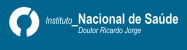 Instituto_Nacional de Saúde
Doutor Ricardo Jorge